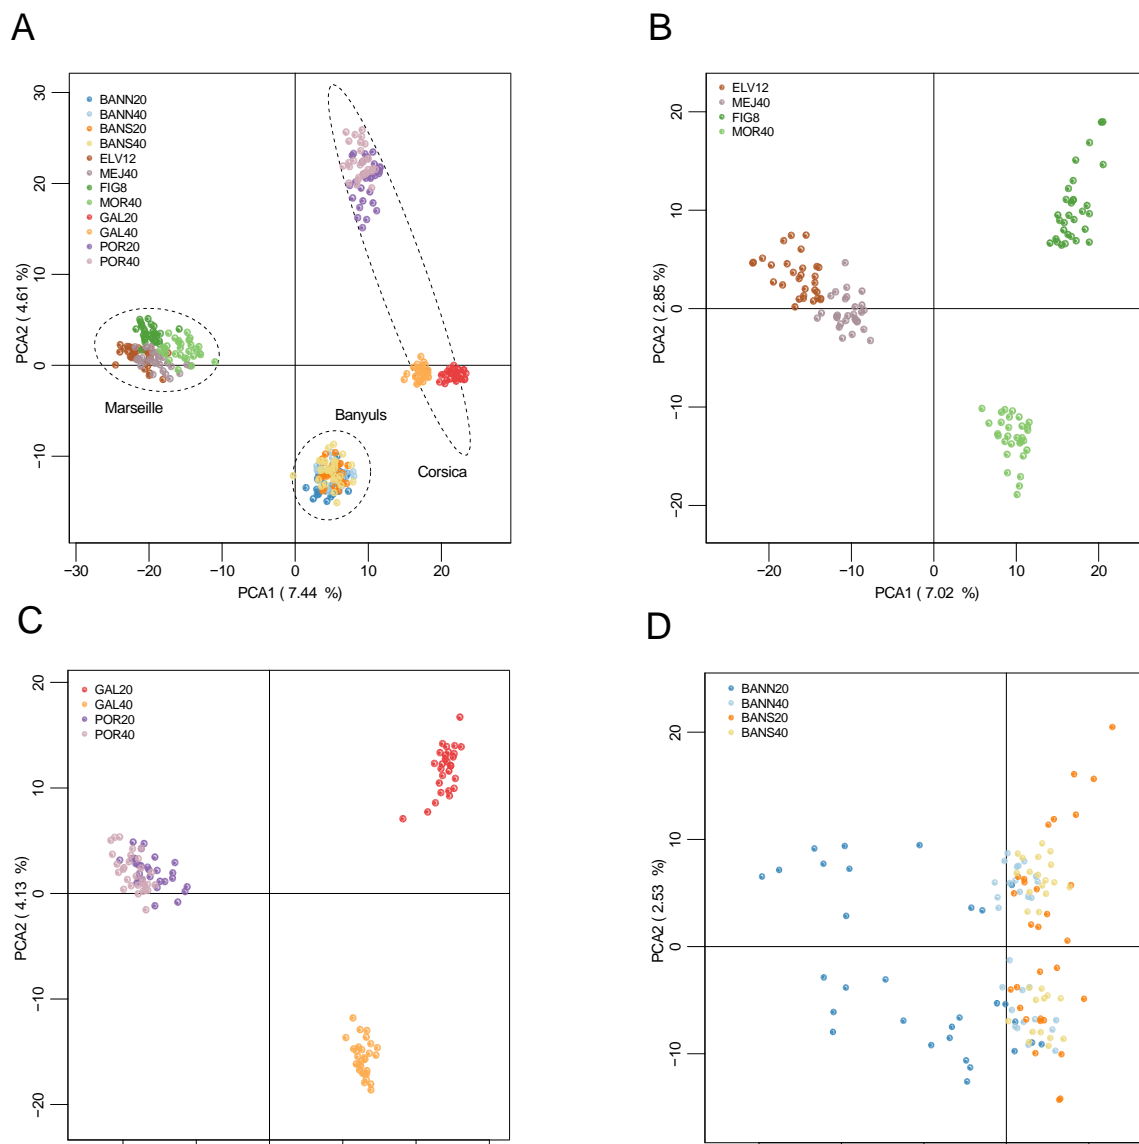 A
BANN20
BANN40
BANS20
BANS40
ELV12
MEJ40
FIG8
MOR40
GAL20
GAL40
POR20
POR40
Marseille
Banyuls
Corsica
30
20
10
0
−10
PCA2 ( 4.61 %)
−30
−20
−10
0
10
20
PCA1 ( 7.44 %)
B
ELV12
MEJ40
FIG8
MOR40
20
10
0
−10
−20
PCA2 ( 2.85 %)
−20
−10
0
10
20
PCA1 ( 7.02 %)
C
GAL20
GAL40
POR20
POR40
20
10
0
−10
−20
PCA2 ( 4.13 %)
D
BANN20
BANN40
BANS20
BANS40
20
10
0
−10
PCA2 ( 2.53 %)